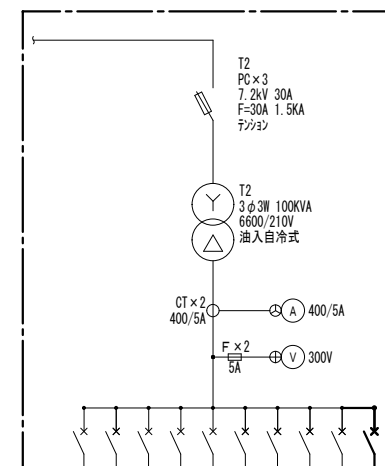 T2
PC×3
7.2kV 30A
F=30A 1.5KA
テンション
T2
3φ3W 100KVA
6600/210V
油入自冷式
CT×2
400/5A
A
400/5A
F×2
5A
V
300V